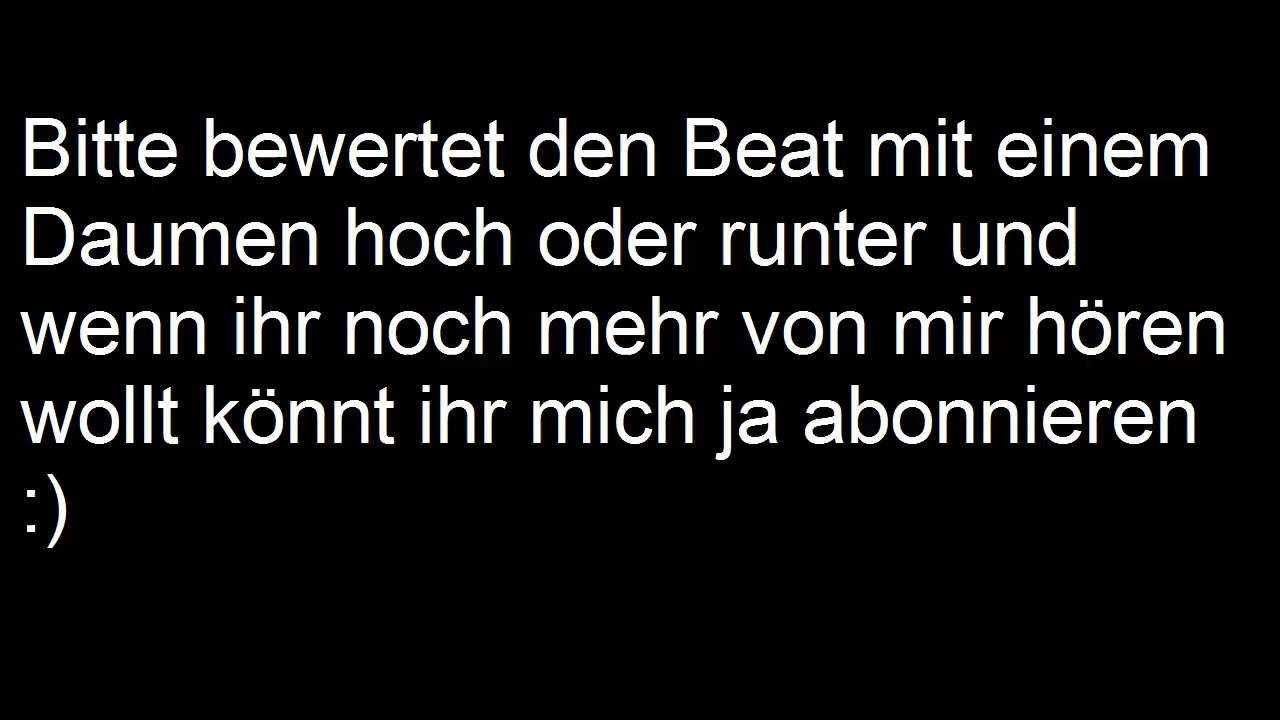 Bitte bewertet den Beat mit einem
Daumen hoch oder runter und
wenn ihr noch mehr von mir hören
wollt könnt ihr mich ja abonnieren
:)